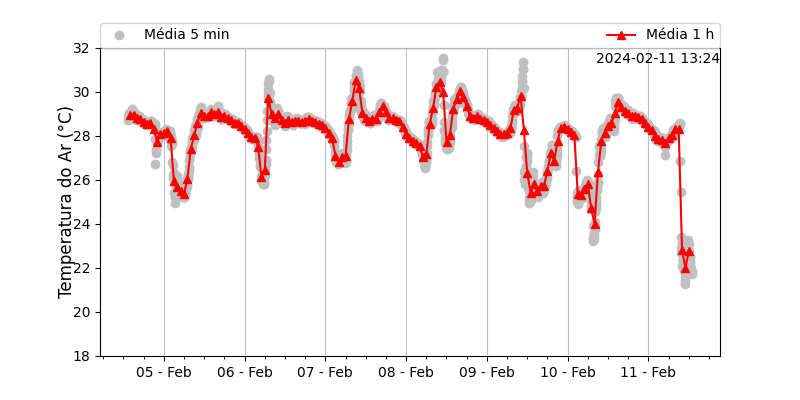 Média 5 min
Média 1 h
2024-02-11 13:24
Temperatura do Ar (°C)
32
30
28
26
24
22
20
18
05 - Feb
06 - Feb
07 - Feb
08 - Feb
09 - Feb
10 - Feb
11 - Feb